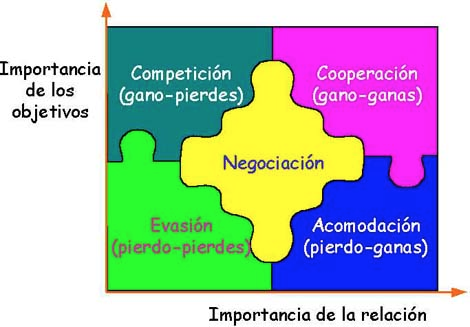 Importancia
de los
objetivos
Competición
(gano-pierdes)
Cooperación
(gano-ganas)
Negociación
Evasión
(pierdo-pierdes)
Acomodación
(pierdo-ganas)
Importancia de la relación